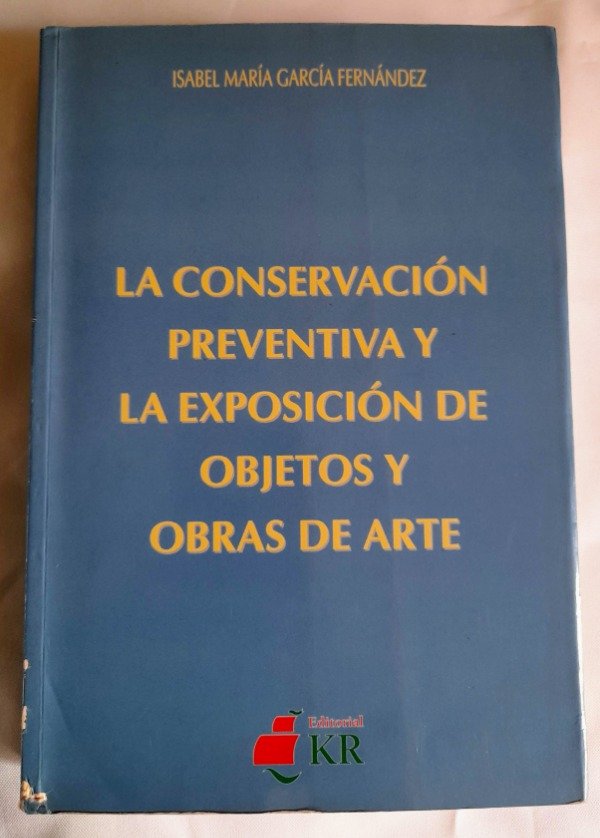 ISABEL MARÍA GARCÍA FERNÁNDEZ
LA CONSERVACIÓN
PREVENTIVA Y
LA EXPOSICIÓN DE
OBJETOS Y
OBRAS DE ARTE
Editorial
KR